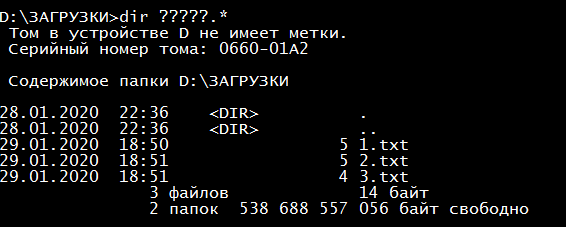 D:\ЗАГРУЗКИ>dir ?????.*
Том в устройстве D не имеет метки.
Серийный номер тома: 0660-01A2
Содержимое папки D:\ЗАГРУЗКИ
28.01.2020  22:36    <DIR>          .
28.01.2020  22:36    <DIR>          ..
29.01.2020  18:50                 5 1.txt
29.01.2020  18:51                 5 2.txt
29.01.2020  18:51                 4 3.txt
3 файлов             14 байт
2 папок  538 688 557 056 байт свободно